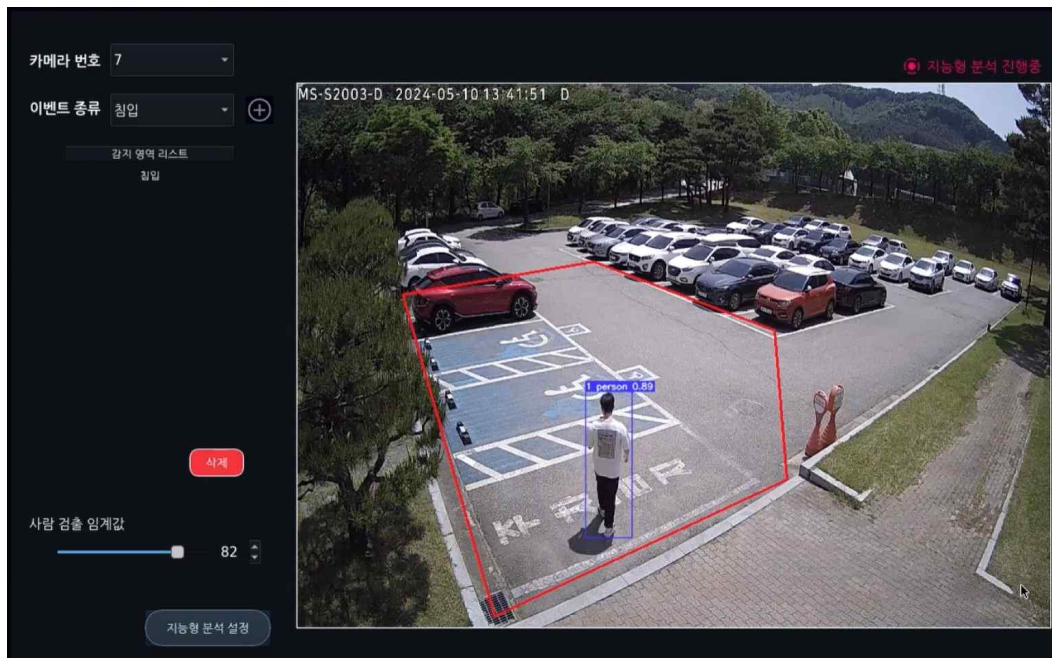 카메라 번호 7
지능형 분석 진행중
이벤트 종류 침입
MS-S2003-D 2024-05-10 13:41:51 D
감지 영역 리스트
침입
1 person 0.89
삭제
사람 검출 임계값
82
지능형 분석 설정